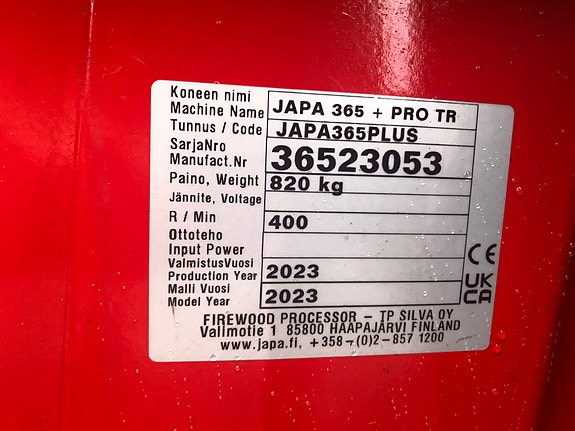 Koneen nimi
Machine Name JAPA 365 + PRO TR
Tunnus / Code JAPA365PLUS
SarjaNro
Manufact.Nr 36523053
Paino, Weight 820 kg
Jännite, Voltage
R / Min 400
Ottoteho
Input Power
ValmistusVuosi
Production Year 2023
Malli Vuosi
Model Year 2023
CE
UK
CA
FIREWOOD PROCESSOR - TP SILVA OY
Vallmotie 1 85800 HAAPAJÄRVI FINLAND
www.japa.fi, +358-(0)2-857 1200